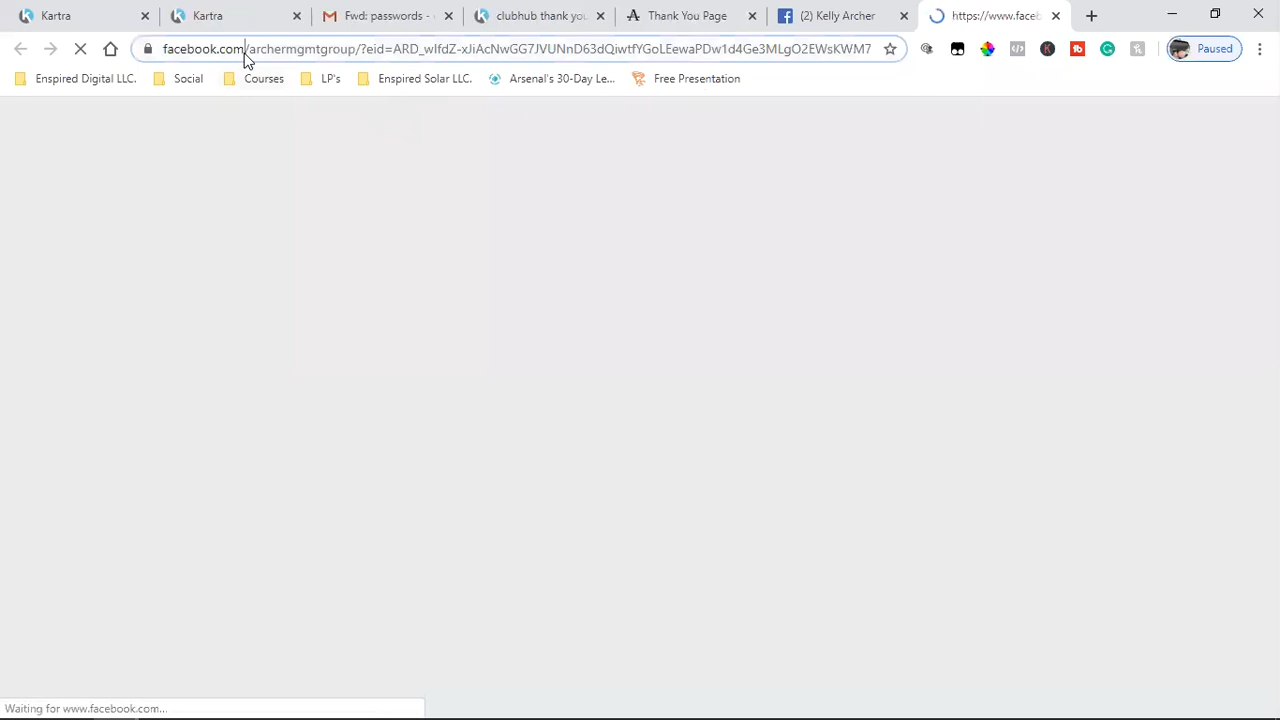 Kartra
Kartra
Fwd: passwords -
clubhub thank you
Thank You Page
(2) Kelly Archer
https://www.faceb
facebook.com/archermgmtgroup/?eid=ARD_wIfdZ-xJiAcNwGG7JVUNnD63dQiwtfYGoLEewaPDw1d4Ge3MLgO2EWsKWM7
Paused
Enspired Digital LLC.
Social
Courses
LP's
Enspired Solar LLC.
Arsenal's 30-Day Le...
Free Presentation
Waiting for www.facebook.com...